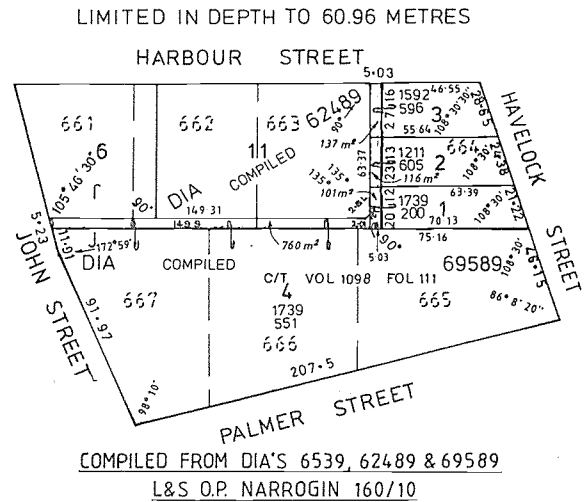 LIMITED IN DEPTH TO 60.96 METRES
HARBOUR STREET
5·03
661
662
663
62489
6
11
DIA
COMPILED
105° 46' 30"
90°
90°
135°
135°
149·31
137 m²
63·37
101 m²
116 m²
1592
596
46·55
3
28·65
108° 30' 30"
55·64
HAVELOCK STREET
664
1211
605
2
24·38
108° 30'
63·39
1739
200
1
21·22
108° 30'
70·13
5·23
JOHN STREET
11·91
172° 59'
149·9
760 m²
90°
5·03
75·16
DIA
COMPILED
C/T VOL 1098 FOL 111
69589
108° 30'
46·15
86° 8' 20"
667
4
1739
551
665
666
91·97
98° 10'
207·5
PALMER STREET
COMPILED FROM DIA'S 6539, 62489 & 69589
L&S O.P. NARROGIN 160/10